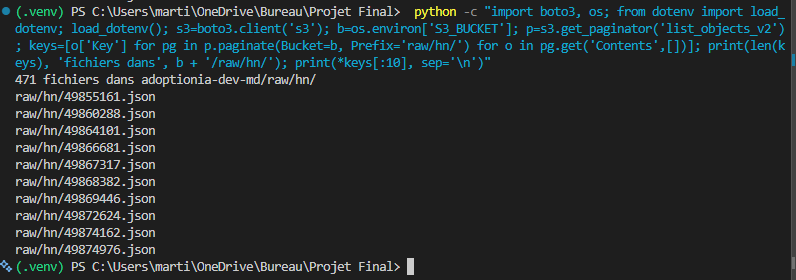 (.venv) PS C:\Users\marti\OneDrive\Bureau\Projet Final>  python -c "import boto3, os; from dotenv import load_
dotenv; load_dotenv(); s3=boto3.client('s3'); b=os.environ['S3_BUCKET']; p=s3.get_paginator('list_objects_v2')
; keys=[o['Key'] for pg in p.paginate(Bucket=b, Prefix='raw/hn/') for o in pg.get('Contents',[])]; print(len(k
eys), 'fichiers dans', b + '/raw/hn/'); print(*keys[:10], sep='\n')"
471 fichiers dans adoptionia-dev-md/raw/hn/
raw/hn/49855161.json
raw/hn/49860288.json
raw/hn/49864101.json
raw/hn/49866681.json
raw/hn/49867317.json
raw/hn/49868382.json
raw/hn/49869446.json
raw/hn/49872624.json
raw/hn/49874162.json
raw/hn/49874976.json
(.venv) PS C:\Users\marti\OneDrive\Bureau\Projet Final>